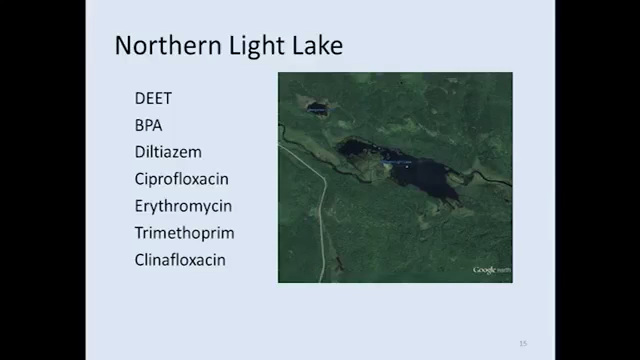 Northern Light Lake
DEET
BPA
Diltiazem
Ciprofloxacin
Erythromycin
Trimethoprim
Clinafloxacin
Google earth
15